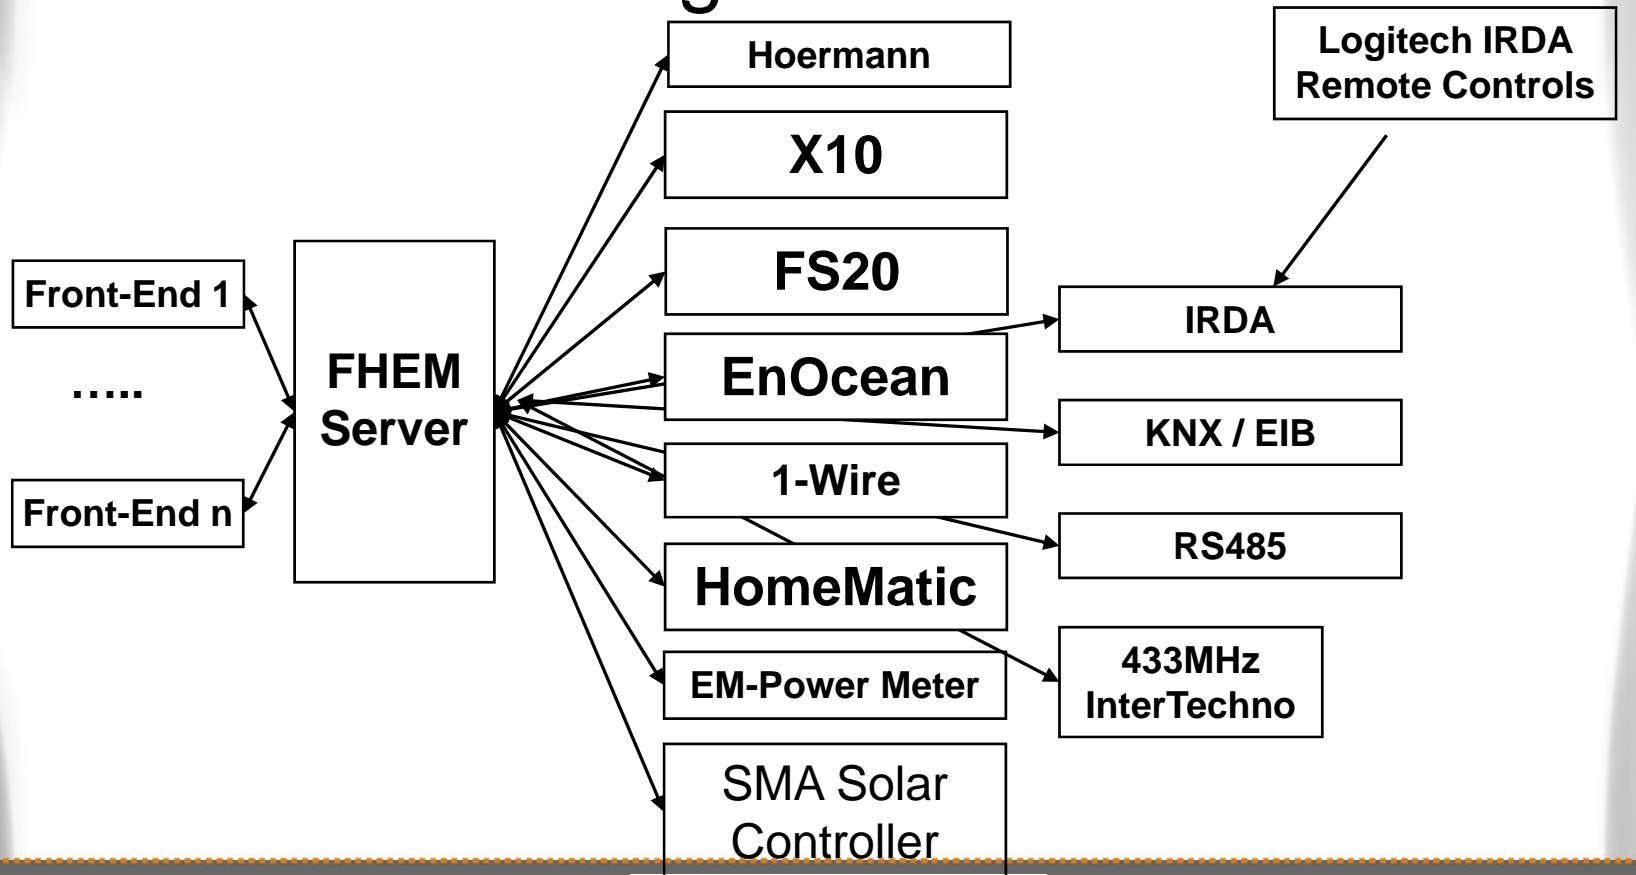 Hoermann
Logitech IRDA
Remote Controls
X10
FS20
Front-End 1
IRDA
FHEM
Server
EnOcean
.....
KNX / EIB
1-Wire
Front-End n
RS485
HomeMatic
433MHz
InterTechno
EM-Power Meter
SMA Solar
Controller